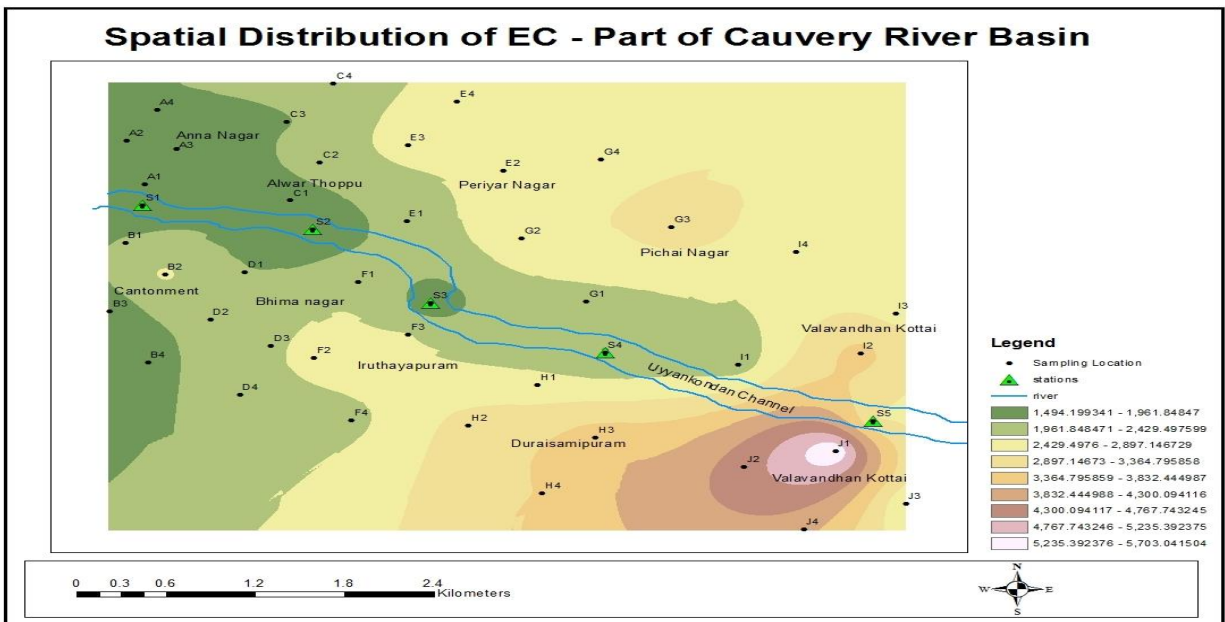 Spatial Distribution of EC - Part of Cauvery River Basin
C4
E4
A4
C3
A2
Anna Nagar
A3
E3
C2
G4
E2
A1
Alwar Thoppu
Periyar Nagar
C1
S1
E1
S2
G3
B1
G2
Pichai Nagar
I4
B2
D1
F1
Cantonment
Bhima nagar
S3
G1
B3
I3
D2
Valavandhan Kottai
F3
D3
S4
I2
F2
B4
Iruthayapuram
I1
Uyyankondan Channel
H1
D4
F4
S5
H2
H3
Duraisamipuram
J1
J2
Valavandhan Kottai
H4
J3
J4
Legend
Sampling Location
stations
river
1,494.199341 - 1,961.84847
1,961.848471 - 2,429.497599
2,429.4976 - 2,897.146729
2,897.14673 - 3,364.795858
3,364.795859 - 3,832.444987
3,832.444988 - 4,300.094116
4,300.094117 - 4,767.743245
4,767.743246 - 5,235.392375
5,235.392376 - 5,703.041504
0 0.3 0.6 1.2 1.8 2.4
Kilometers
N
W E
S